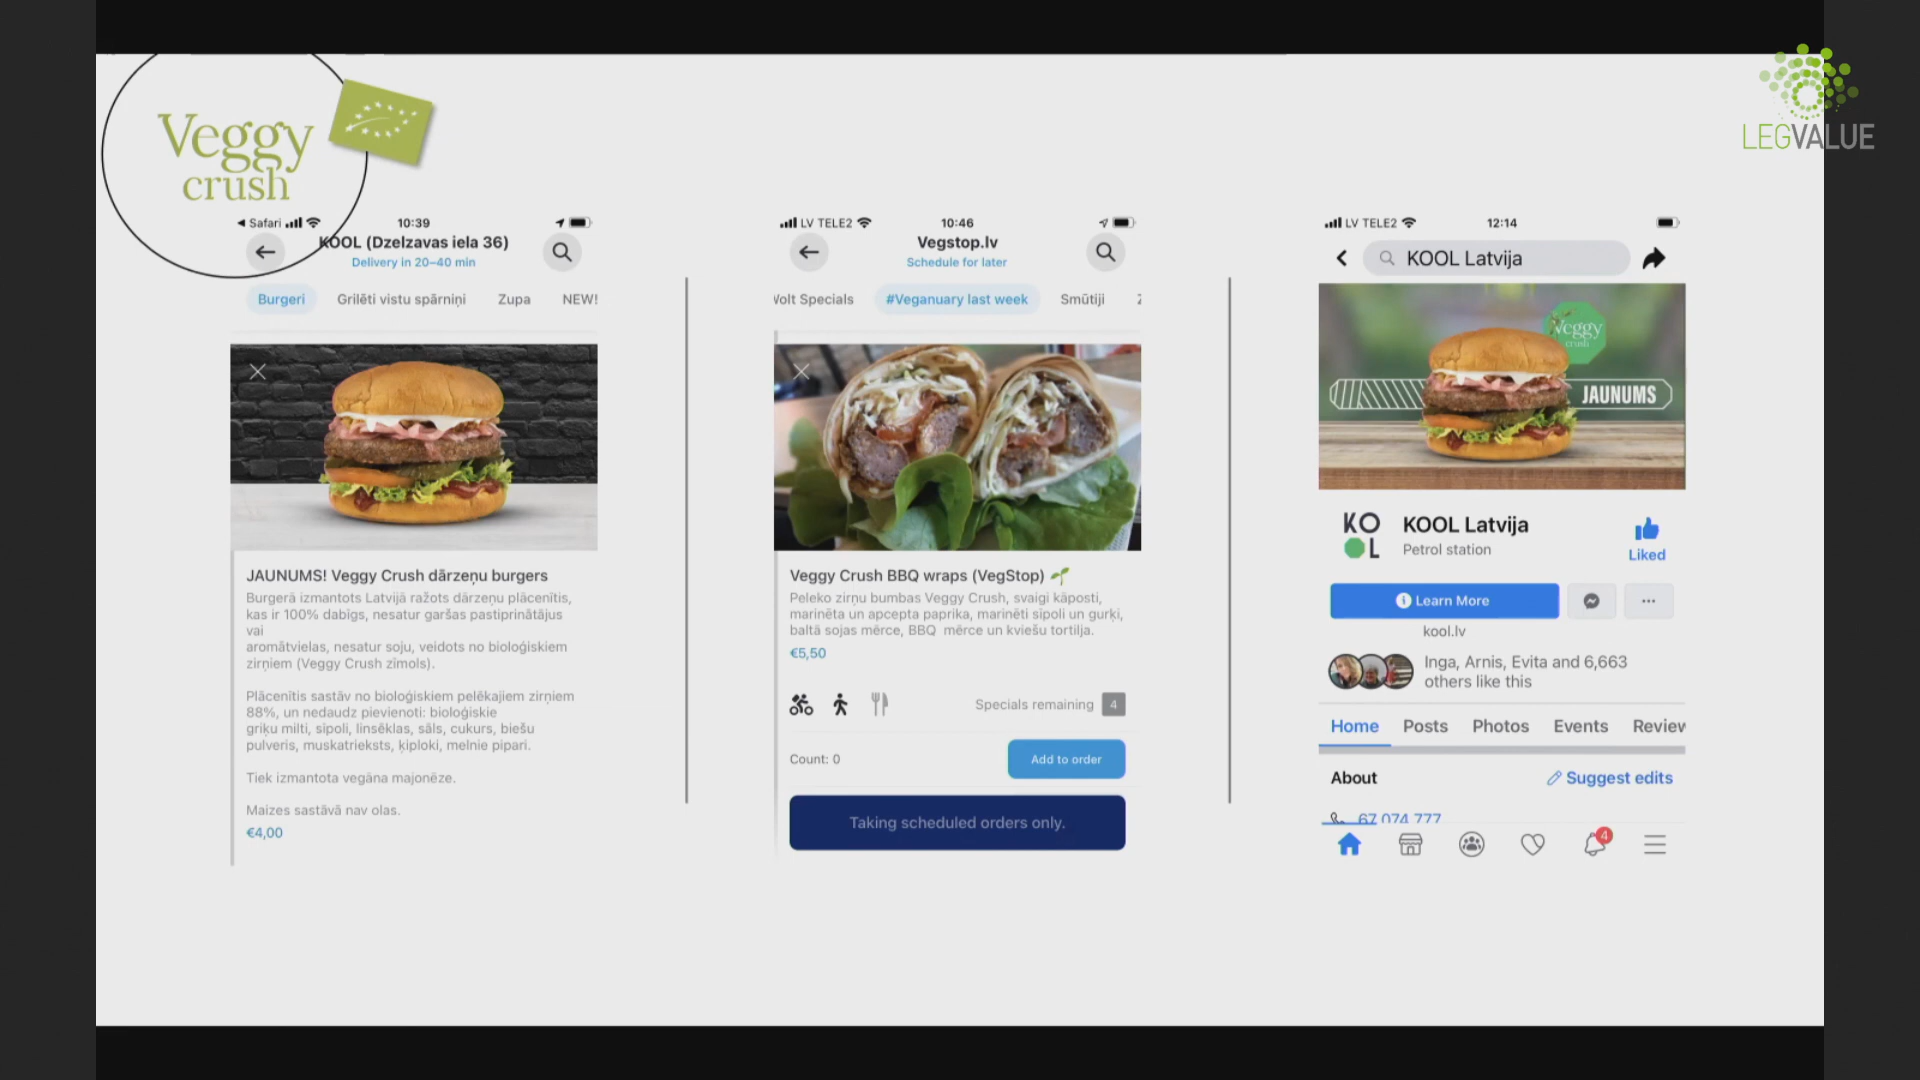 Veggy
crush
LEGVALUE
Safari
10:39
KOOL (Dzelzavas iela 36)
Delivery in 20–40 min
Burgeri
Grilēti vistu spārniņi
Zupa
NEW!
JAUNUMS! Veggy Crush dārzeņu burgers
Burgerā izmantots Latvijā ražots dārzeņu plācenītis,
kas ir 100% dabīgs, nesatur garšas pastiprinātājus
vai
aromātvielas, nesatur soju, veidots no bioloģiskiem
zirņiem (Veggy Crush zīmols).
Plācenītis sastāv no bioloģiskiem pelēkajiem zirņiem
88%, un nedaudz pievienoti: bioloģiskie
griķu milti, sīpoli, linsēklas, sāls, cukurs, biešu
pulveris, muskatrieksts, ķiploki, melnie pipari.
Tiek izmantota vegāna majonēze.
Maizes sastāvā nav olas.
€4,00
LV TELE2
10:46
Vegstop.lv
Schedule for later
Volt Specials
#Veganuary last week
Smūtiji
Veggy Crush BBQ wraps (VegStop)
Peleko zirņu bumbas Veggy Crush, svaigi kāposti,
marinēta un apcepta paprika, marinēti sīpoli un gurķi,
baltā sojas mērce, BBQ mērce un kviešu tortilja.
€5,50
Specials remaining 4
Count: 0
Add to order
Taking scheduled orders only.
LV TELE2
12:14
KOOL Latvija
Veggy
crush
JAUNUMS
KO
L
KOOL Latvija
Petrol station
Liked
Learn More
kool.lv
Inga, Arnis, Evita and 6,663
others like this
Home
Posts
Photos
Events
Review
About
Suggest edits
67 074 777
4